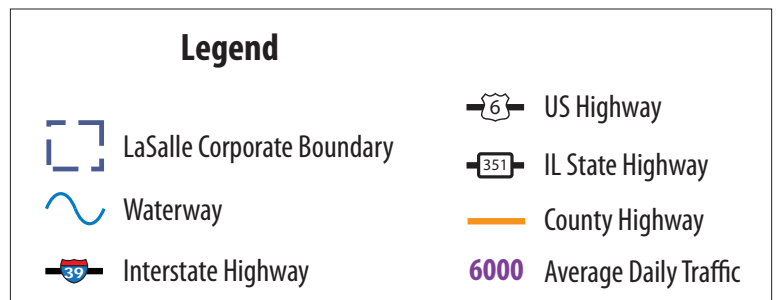 Legend
LaSalle Corporate Boundary
Waterway
39 Interstate Highway
6 US Highway
351 IL State Highway
County Highway
6000 Average Daily Traffic